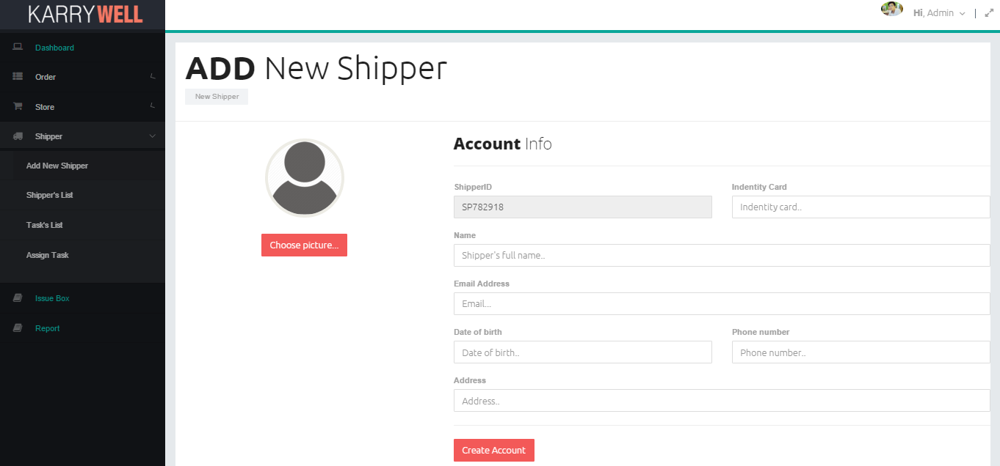 KARRYWELL
Hi, Admin
Dashboard
Order
Store
Shipper
Add New Shipper
Shipper's List
Task's List
Assign Task
Issue Box
Report
ADD New Shipper
New Shipper
Choose picture...
Account Info
ShipperID
Indentity Card
SP782918
Indentity card..
Name
Shipper's full name..
Email Address
Email...
Date of birth
Phone number
Date of birth..
Phone number..
Address
Address..
Create Account